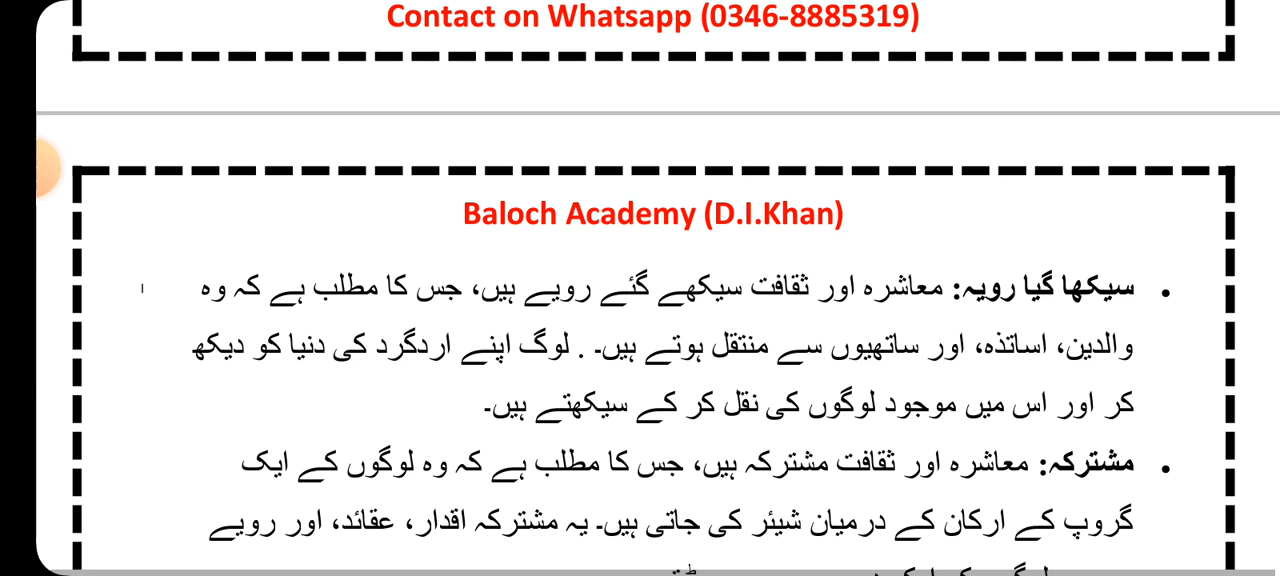 Contact on Whatsapp (0346-8885319)
Baloch Academy (D.I.Khan)
• سیکھا گیا رویہ: معاشرہ اور ثقافت سیکھے گئے رویے ہیں، جس کا مطلب ہے کہ وہ
والدین، اساتذہ، اور ساتھیوں سے منتقل ہوتے ہیں۔ . لوگ اپنے اردگرد کی دنیا کو دیکھ
کر اور اس میں موجود لوگوں کی نقل کر کے سیکھتے ہیں۔
• مشترکہ: معاشرہ اور ثقافت مشترکہ ہیں، جس کا مطلب ہے کہ وہ لوگوں کے ایک
گروپ کے ارکان کے درمیان شیئر کی جاتی ہیں۔ یہ مشترکہ اقدار، عقائد، اور رویے